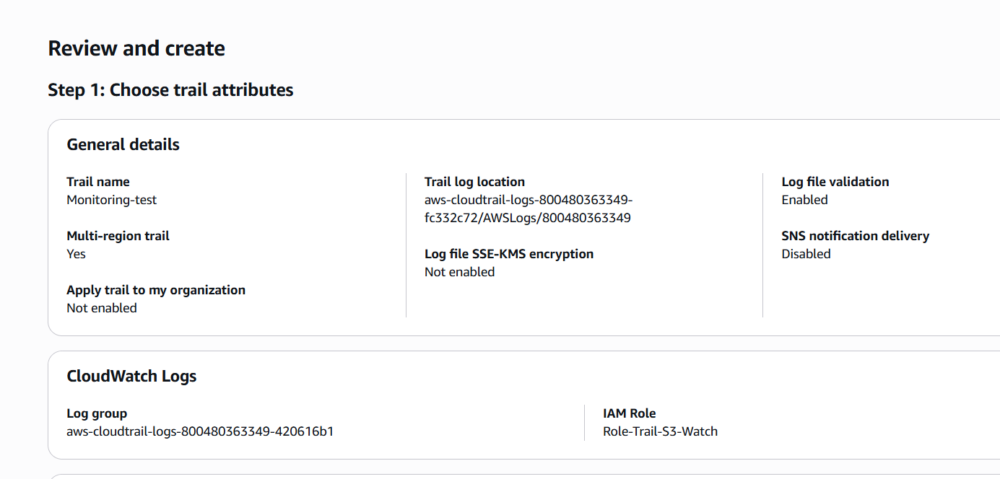 Review and create
Step 1: Choose trail attributes
General details
Trail name
Monitoring-test
Multi-region trail
Yes
Apply trail to my organization
Not enabled
Trail log location
aws-cloudtrail-logs-800480363349-
fc332c72/AWSLogs/800480363349
Log file SSE-KMS encryption
Not enabled
Log file validation
Enabled
SNS notification delivery
Disabled
CloudWatch Logs
Log group
aws-cloudtrail-logs-800480363349-420616b1
IAM Role
Role-Trail-S3-Watch